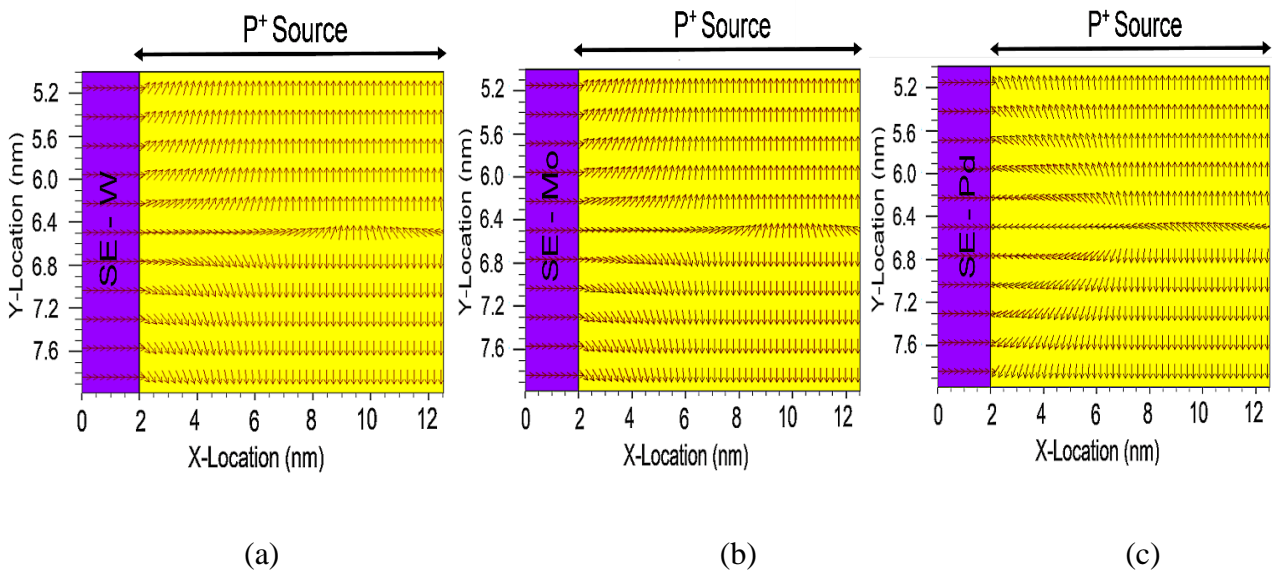 P+ Source
5.2
5.6
6.0
6.4
6.8
7.2
7.6
Y-Location (nm)
SE - W
0 2 4 6 8 10 12
X-Location (nm)
(a)
P+ Source
5.2
5.6
6.0
6.4
6.8
7.2
7.6
Y-Location (nm)
SE - Mo
0 2 4 6 8 10 12
X-Location (nm)
(b)
P+ Source
5.2
5.6
6.0
6.4
6.8
7.2
7.6
Y-Location (nm)
SE - Pd
0 2 4 6 8 10 12
X-Location (nm)
(c)